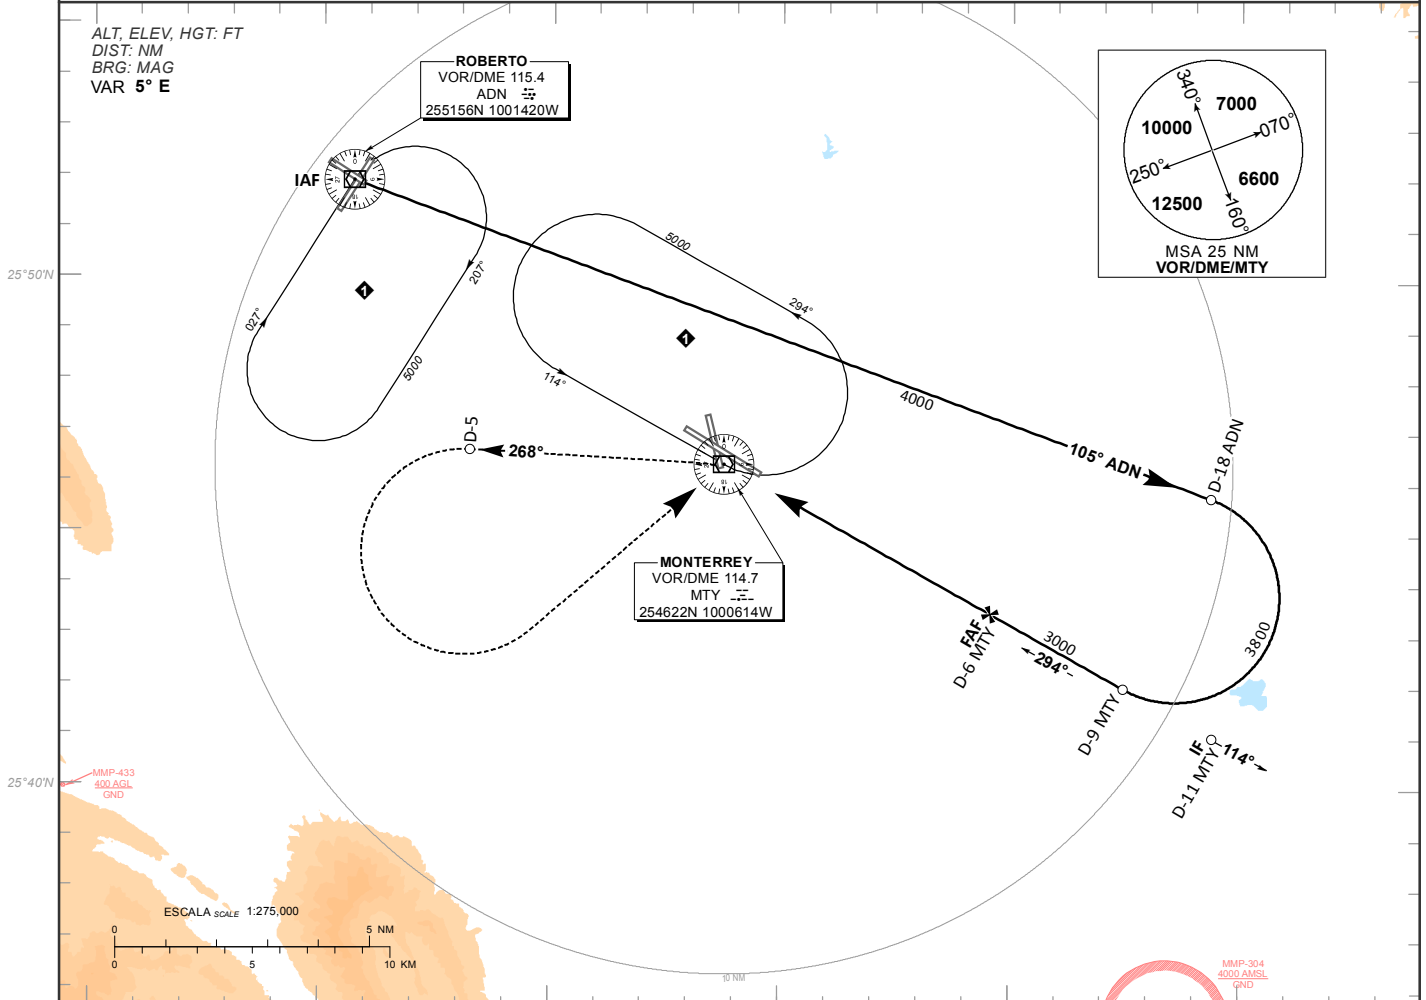 ALT, ELEV, HGT: FT
DIST: NM
BRG: MAG
VAR 5° E
ROBERTO
VOR/DME 115.4
ADN
255156N 1001420W
IAF
340°
7000
10000
070°
250°
6600
12500
160°
MSA 25 NM
VOR/DME/MTY
25°50'N
1
027°
207°
5000
5000
294°
1
114°
4000
105° ADN
D-18 ADN
D-5
268°
MONTERREY
VOR/DME 114.7
MTY
254622N 1000614W
FAF
D-6 MTY
3000
294°
3800
D-9 MTY
IF
D-11 MTY
114°
25°40'N
MMP-433
400 AGL
GND
ESCALA SCALE 1:275,000
0 5 NM
0 5 10 KM
10 NM
MMP-304
4000 AMSL
GND